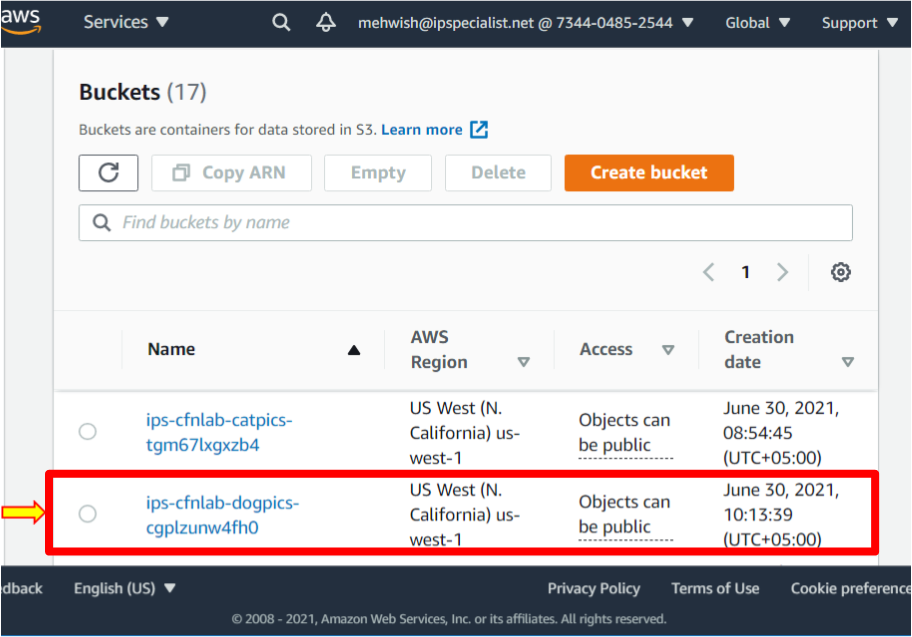 aws
Services
mehwish@ipspecialist.net @ 7344-0485-2544
Global
Support
Buckets (17)
Buckets are containers for data stored in S3. Learn more
Copy ARN
Empty
Delete
Create bucket
Find buckets by name
1
Name
AWS
Region
Access
Creation
date
ips-cfnlab-catpics-
tgm67lxgxzb4
US West (N.
California) us-
west-1
Objects can
be public
June 30, 2021,
08:54:45
(UTC+05:00)
ips-cfnlab-dogpics-
cgplzunw4fh0
US West (N.
California) us-
west-1
Objects can
be public
June 30, 2021,
10:13:39
(UTC+05:00)
edback
English (US)
Privacy Policy
Terms of Use
Cookie preference
© 2008 - 2021, Amazon Web Services, Inc. or its affiliates. All rights reserved.